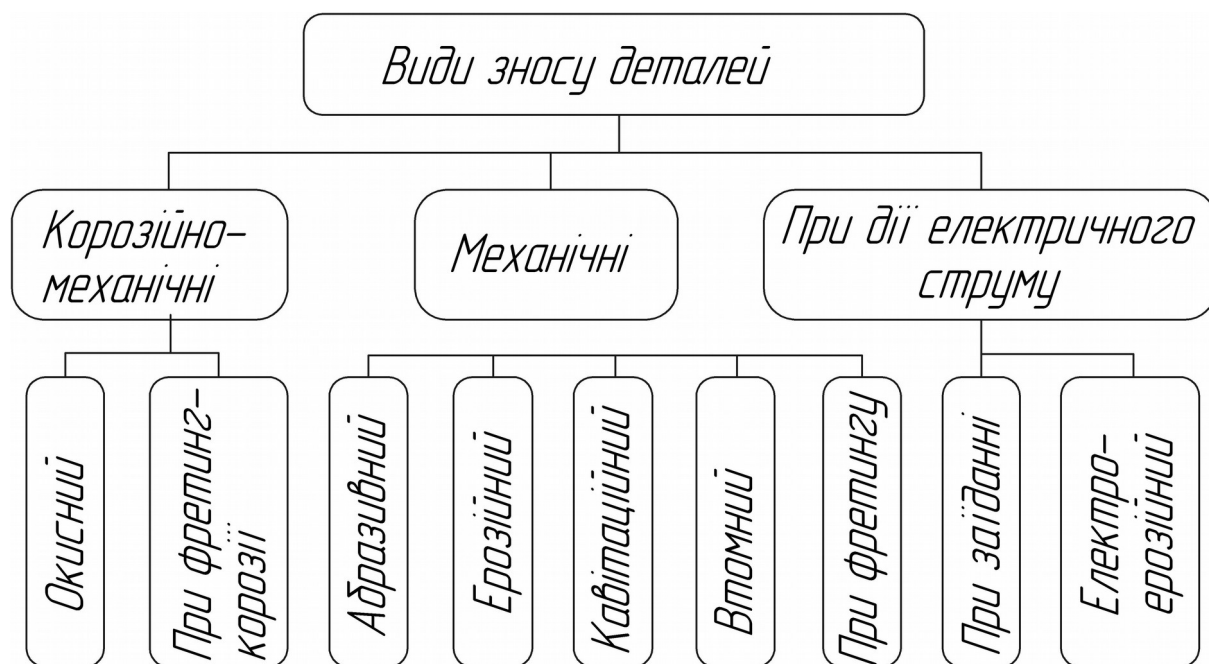 Види зносу деталей
Корозійно-
механічні
Механічні
При дії електричного
струму
Окисний
При фретинг-
корозії
Абразивний
Ерозійний
Кавітаційний
Втомний
При фретингу
При заїданні
Електро-
ерозійний